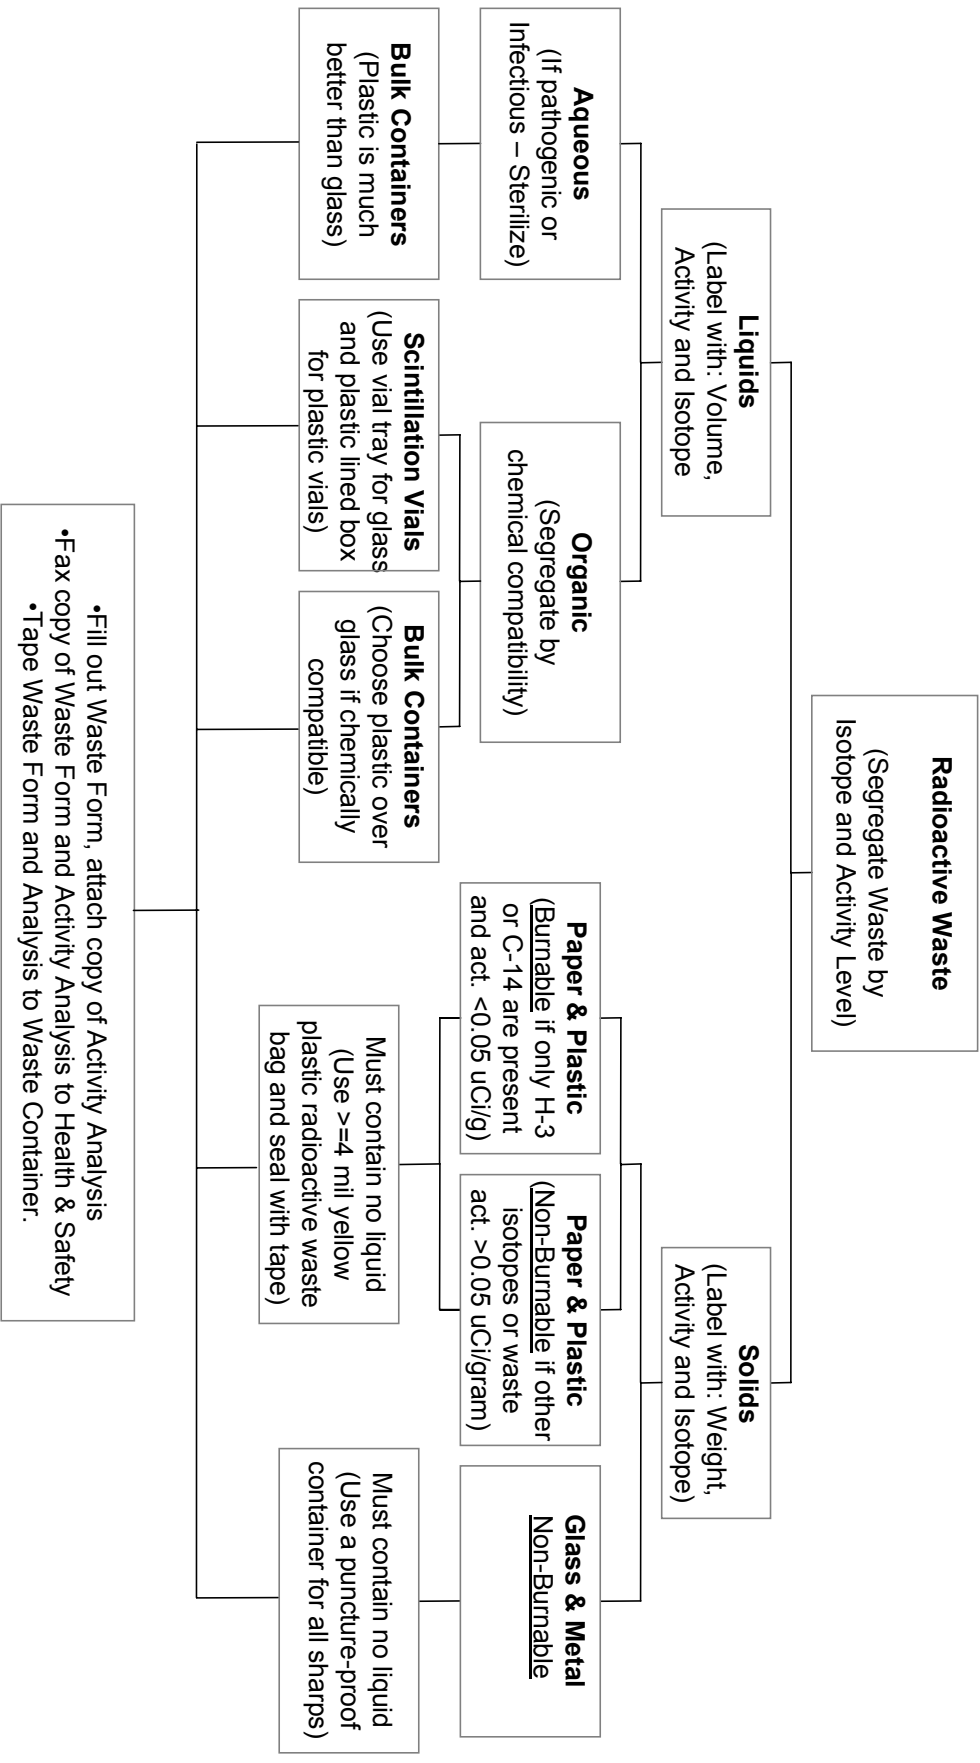 Radioactive Waste
(Segregate Waste by
Isotope and Activity Level)
Liquids
(Label with: Volume,
Activity and Isotope
Solids
(Label with: Weight,
Activity and Isotope)
Aqueous
(If pathogenic or
Infectious – Sterilize)
Organic
(Segregate by
chemical compatibility)
Paper & Plastic
(Burnable if only H-3
or C-14 are present
and act. <0.05 uCi/g)
Paper & Plastic
(Non-Burnable if other
isotopes or waste
act. >0.05 uCi/gram)
Glass & Metal
Non-Burnable
Bulk Containers
(Plastic is much
better than glass)
Scintillation Vials
(Use vial tray for glass
and plastic lined box
for plastic vials)
Bulk Containers
(Choose plastic over
glass if chemically
compatible)
Must contain no liquid
(Use >=4 mil yellow
plastic radioactive waste
bag and seal with tape)
Must contain no liquid
(Use a puncture-proof
container for all sharps)
•Fill out Waste Form, attach copy of Activity Analysis
•Fax copy of Waste Form and Activity Analysis to Health & Safety
•Tape Waste Form and Analysis to Waste Container.